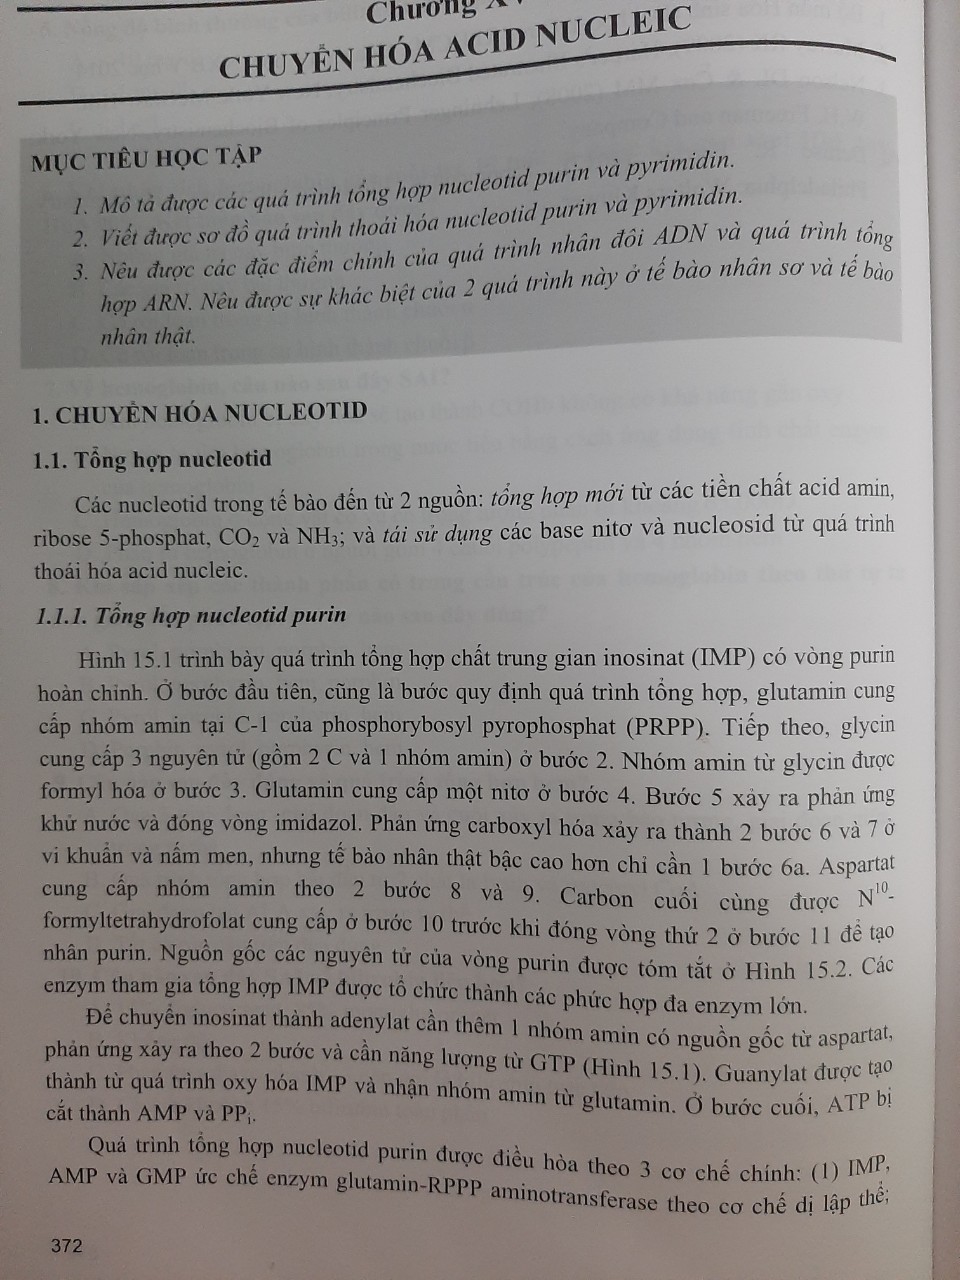 Chương XV
CHUYỂN HÓA ACID NUCLEIC
MỤC TIÊU HỌC TẬP
1. Mô tả được các quá trình tổng hợp nucleotid purin và pyrimidin.
2. Viết được sơ đồ quá trình thoái hóa nucleotid purin và pyrimidin.
3. Nêu được các đặc điểm chính của quá trình nhân đôi ADN và quá trình tổng
hợp ARN. Nêu được sự khác biệt của 2 quá trình này ở tế bào nhân sơ và tế bào
nhân thật.
1. CHUYỂN HÓA NUCLEOTID
1.1. Tổng hợp nucleotid
Các nucleotid trong tế bào đến từ 2 nguồn: tổng hợp mới từ các tiền chất acid amin,
ribose 5-phosphat, CO₂ và NH₃; và tái sử dụng các base nitơ và nucleosid từ quá trình
thoái hóa acid nucleic.
1.1.1. Tổng hợp nucleotid purin
Hình 15.1 trình bày quá trình tổng hợp chất trung gian inosinat (IMP) có vòng purin
hoàn chỉnh. Ở bước đầu tiên, cũng là bước quy định quá trình tổng hợp, glutamin cung
cấp nhóm amin tại C-1 của phosphorybosyl pyrophosphat (PRPP). Tiếp theo, glycin
cung cấp 3 nguyên tử (gồm 2 C và 1 nhóm amin) ở bước 2. Nhóm amin từ glycin được
formyl hóa ở bước 3. Glutamin cung cấp một nitơ ở bước 4. Bước 5 xảy ra phản ứng
khử nước và đóng vòng imidazol. Phản ứng carboxyl hóa xảy ra thành 2 bước 6 và 7 ở
vi khuẩn và nấm men, nhưng tế bào nhân thật bậc cao hơn chỉ cần 1 bước 6a. Aspartat
cung cấp nhóm amin theo 2 bước 8 và 9. Carbon cuối cùng được N¹⁰-
formyltetrahydrofolat cung cấp ở bước 10 trước khi đóng vòng thứ 2 ở bước 11 để tạo
nhân purin. Nguồn gốc các nguyên tử của vòng purin được tóm tắt ở Hình 15.2. Các
enzym tham gia tổng hợp IMP được tổ chức thành các phức hợp đa enzym lớn.
Để chuyển inosinat thành adenylat cần thêm 1 nhóm amin có nguồn gốc từ aspartat,
phản ứng xảy ra theo 2 bước và cần năng lượng từ GTP (Hình 15.1). Guanylat được tạo
thành từ quá trình oxy hóa IMP và nhận nhóm amin từ glutamin. Ở bước cuối, ATP bị
cắt thành AMP và PPᵢ.
Quá trình tổng hợp nucleotid purin được điều hòa theo 3 cơ chế chính: (1) IMP,
AMP và GMP ức chế enzym glutamin-RPPP aminotransferase theo cơ chế dị lập thể;
372